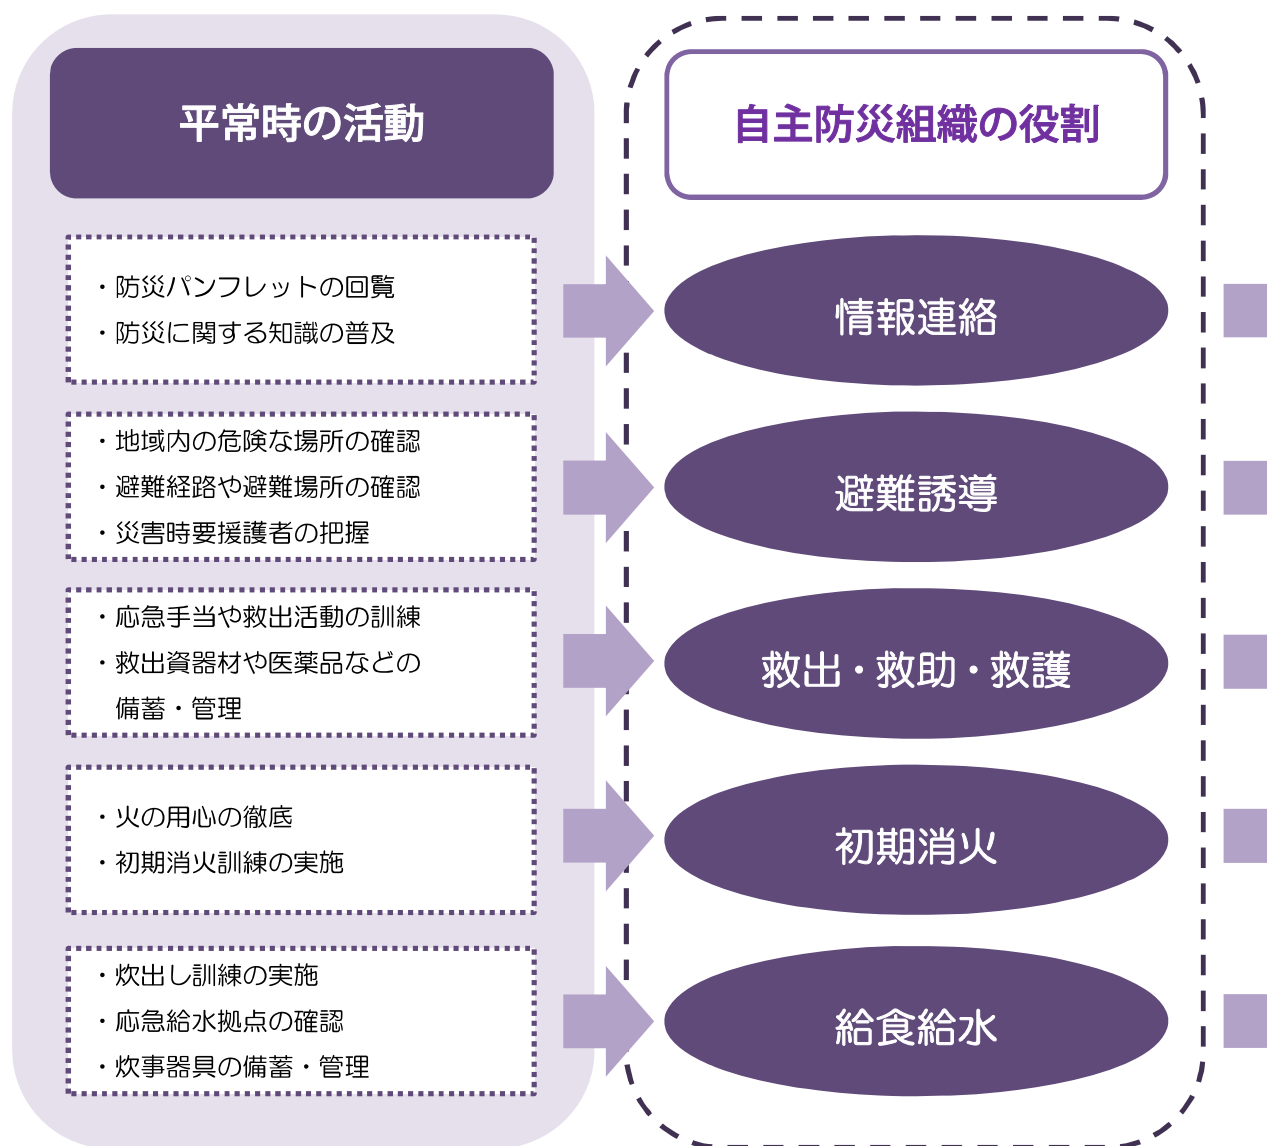 平常時の活動
自主防災組織の役割
・防災パンフレットの回覧
・防災に関する知識の普及
情報連絡
・地域内の危険な場所の確認
・避難経路や避難場所の確認
・災害時要援護者の把握
避難誘導
・応急手当や救出活動の訓練
・救出資器材や医薬品などの
備蓄・管理
救出・救助・救護
・火の用心の徹底
・初期消火訓練の実施
初期消火
・炊出し訓練の実施
・応急給水拠点の確認
・炊事器具の備蓄・管理
給食給水